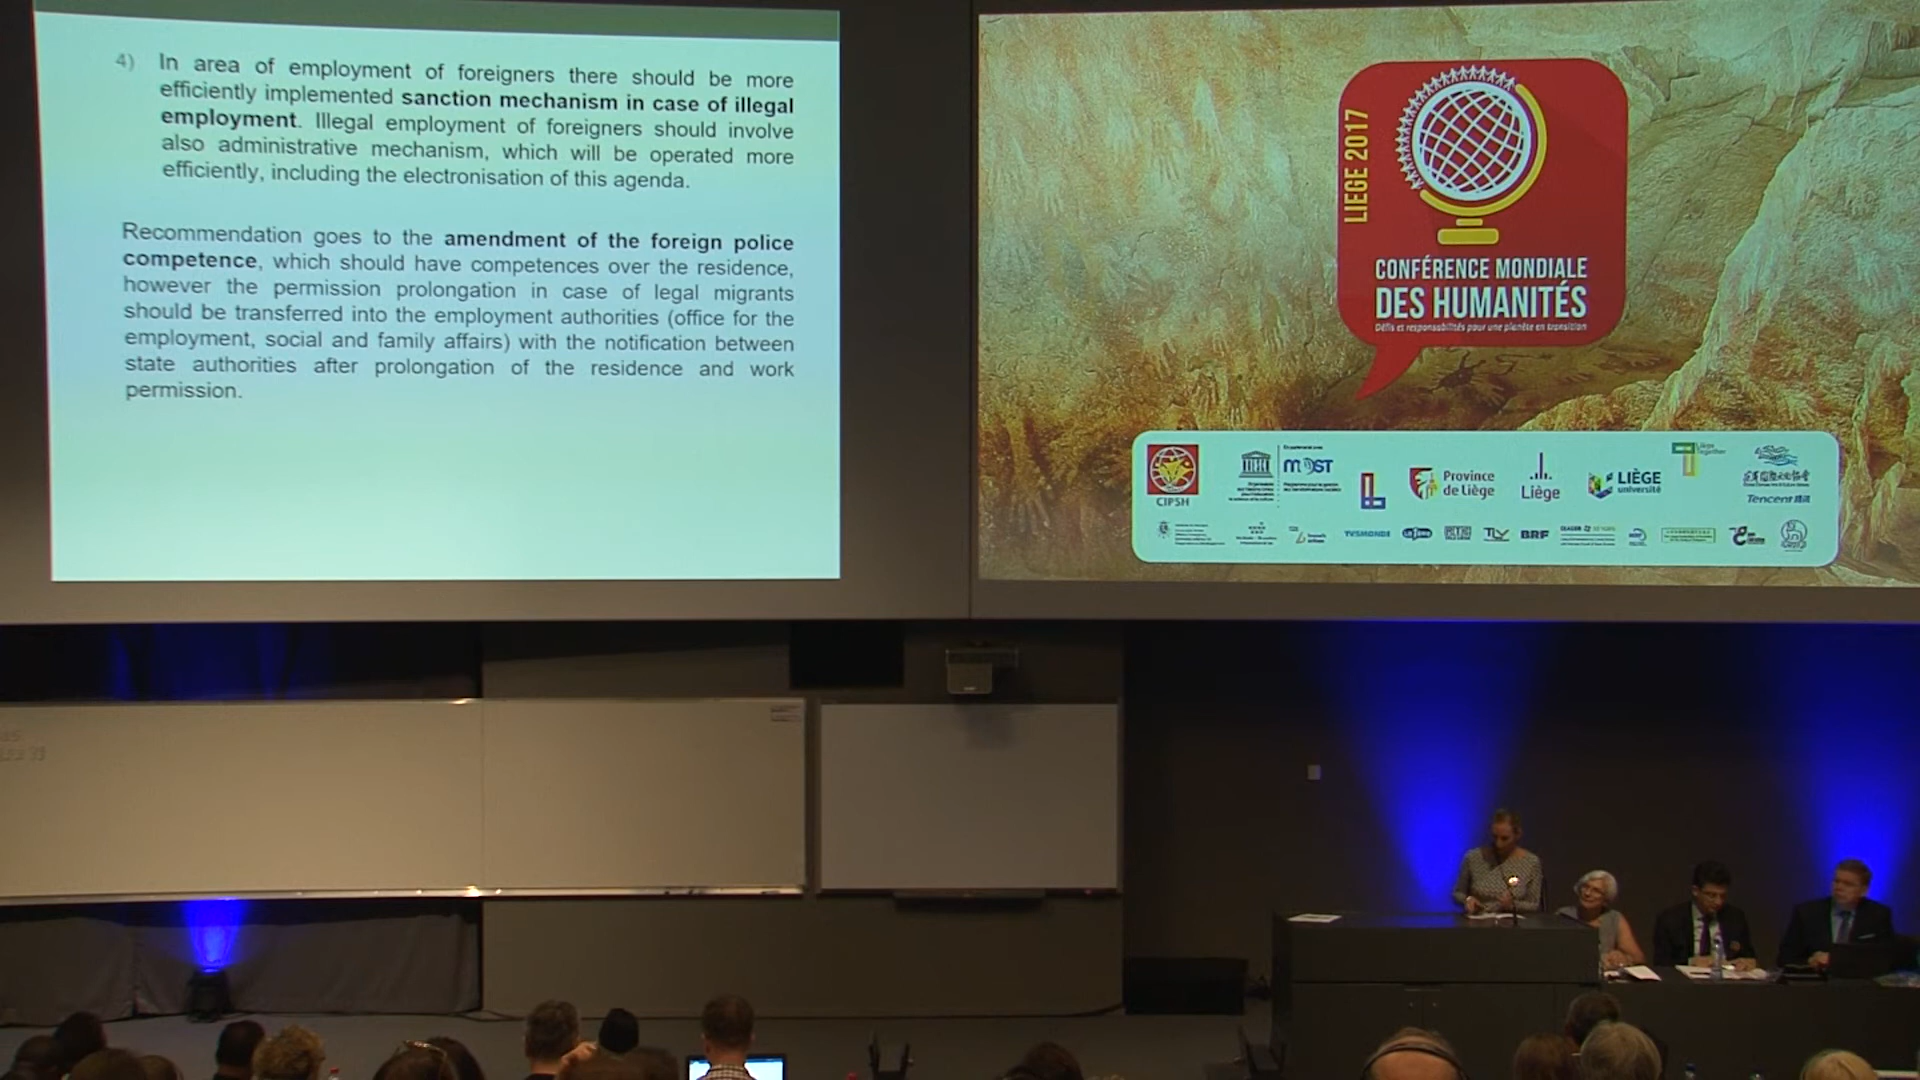 4) In area of employment of foreigners there should be more
efficiently implemented sanction mechanism in case of illegal
employment. Illegal employment of foreigners should involve
also administrative mechanism, which will be operated more
efficiently, including the electronisation of this agenda.
Recommendation goes to the amendment of the foreign police
competence, which should have competences over the residence,
however the permission prolongation in case of legal migrants
should be transferred into the employment authorities (office for the
employment, social and family affairs) with the notification between
state authorities after prolongation of the residence and work
permission.
LIEGE 2017
CONFÉRENCE MONDIALE
DES HUMANITÉS
Défis et responsabilités pour une planète en transition
CIPSH
MOST
Province
de Liège
Liège
LIÈGE
université
Tencent
TV5MONDE
BRF